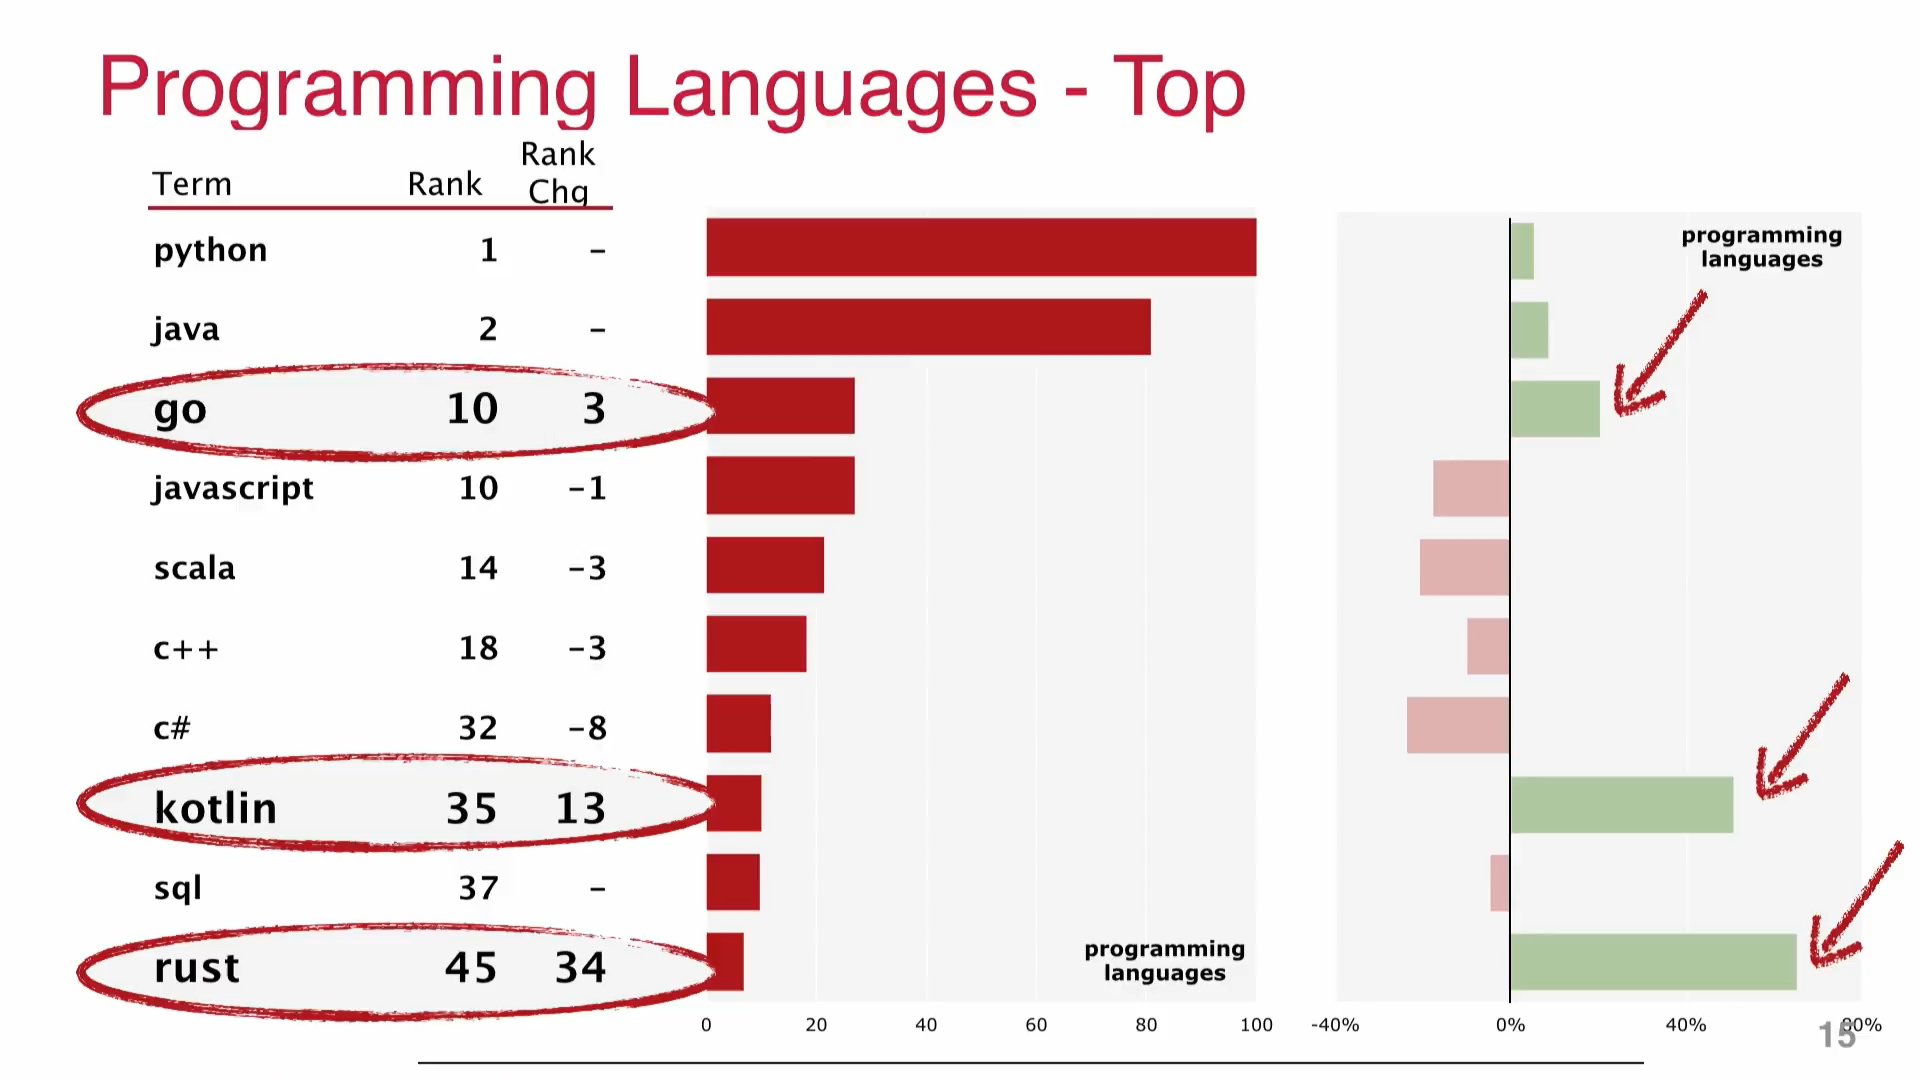 Programming Languages - Top
Term Rank Rank Chg
python 1 –
java 2 –
go 10 3
javascript 10 –1
scala 14 –3
c++ 18 –3
c# 32 –8
kotlin 35 13
sql 37 –
rust 45 34
programming
languages
0 20 40 60 80 100
programming
languages
-40% 0% 40% 80%
15